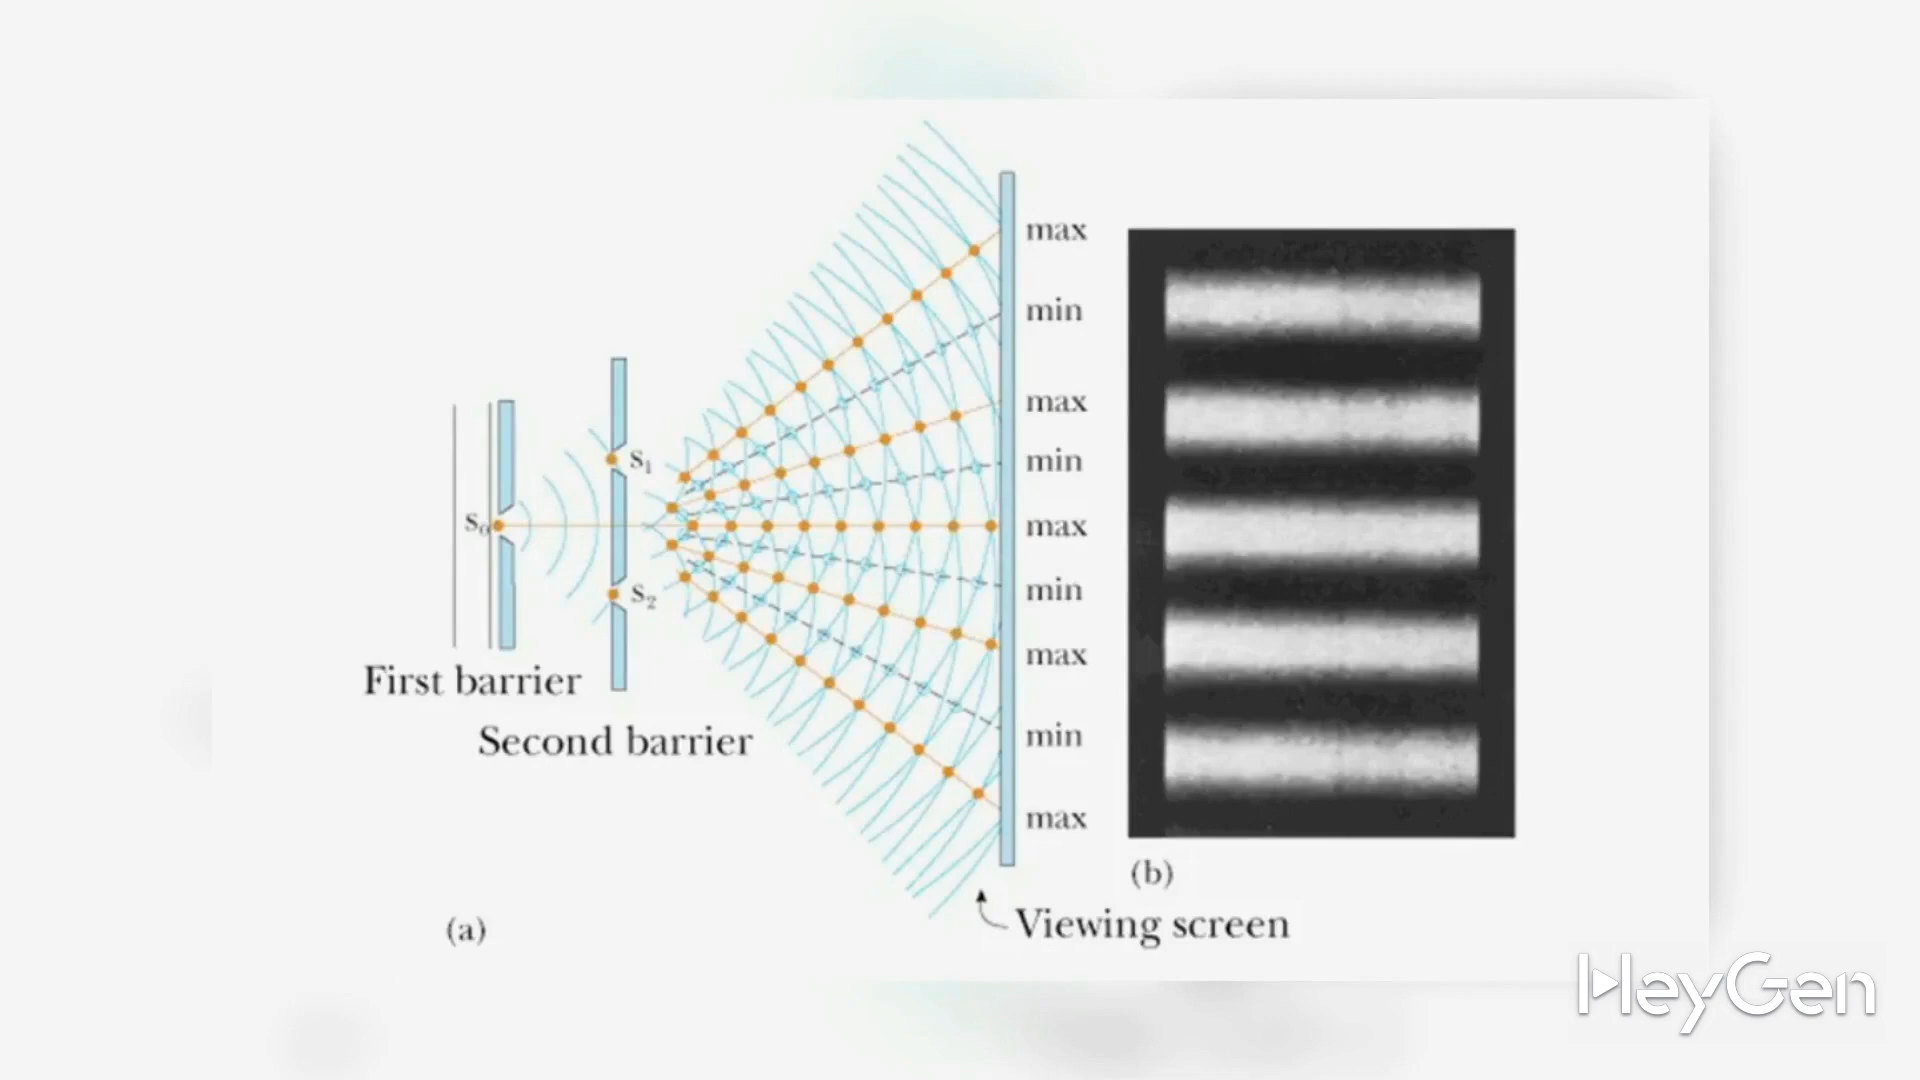 max
min
max
S₁
min
S₀
max
S₂
min
max
First barrier
min
Second barrier
max
(b)
(a)
Viewing screen
HeyGen